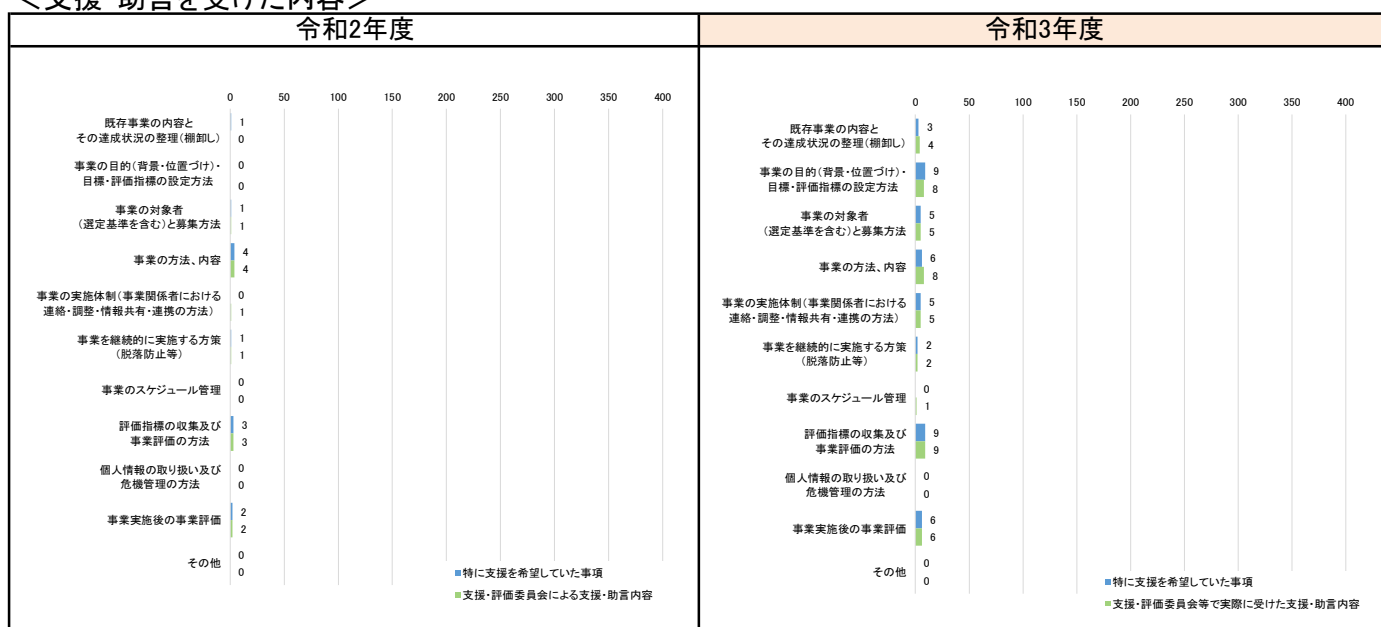 ＜支援・助言を受けた内容＞
令和2年度
0 50 100 150 200 250 300 350 400
既存事業の内容と
その達成状況の整理（棚卸し）
1
0
事業の目的（背景・位置づけ）・
目標・評価指標の設定方法
0
0
事業の対象者
（選定基準を含む）と募集方法
1
1
事業の方法、内容
4
4
事業の実施体制（事業関係者における
連絡・調整・情報共有・連携の方法）
0
1
事業を継続的に実施する方策
（脱落防止等）
1
1
事業のスケジュール管理
0
0
評価指標の収集及び
事業評価の方法
3
3
個人情報の取り扱い及び
危機管理の方法
0
0
事業実施後の事業評価
2
2
その他
0
0
特に支援を希望していた事項
支援・評価委員会による支援・助言内容
令和3年度
0 50 100 150 200 250 300 350 400
既存事業の内容と
その達成状況の整理（棚卸し）
3
4
事業の目的（背景・位置づけ）・
目標・評価指標の設定方法
9
8
事業の対象者
（選定基準を含む）と募集方法
5
5
事業の方法、内容
6
8
事業の実施体制（事業関係者における
連絡・調整・情報共有・連携の方法）
5
5
事業を継続的に実施する方策
（脱落防止等）
2
2
事業のスケジュール管理
0
1
評価指標の収集及び
事業評価の方法
9
9
個人情報の取り扱い及び
危機管理の方法
0
0
事業実施後の事業評価
6
6
その他
0
0
特に支援を希望していた事項
支援・評価委員会等で実際に受けた支援・助言内容